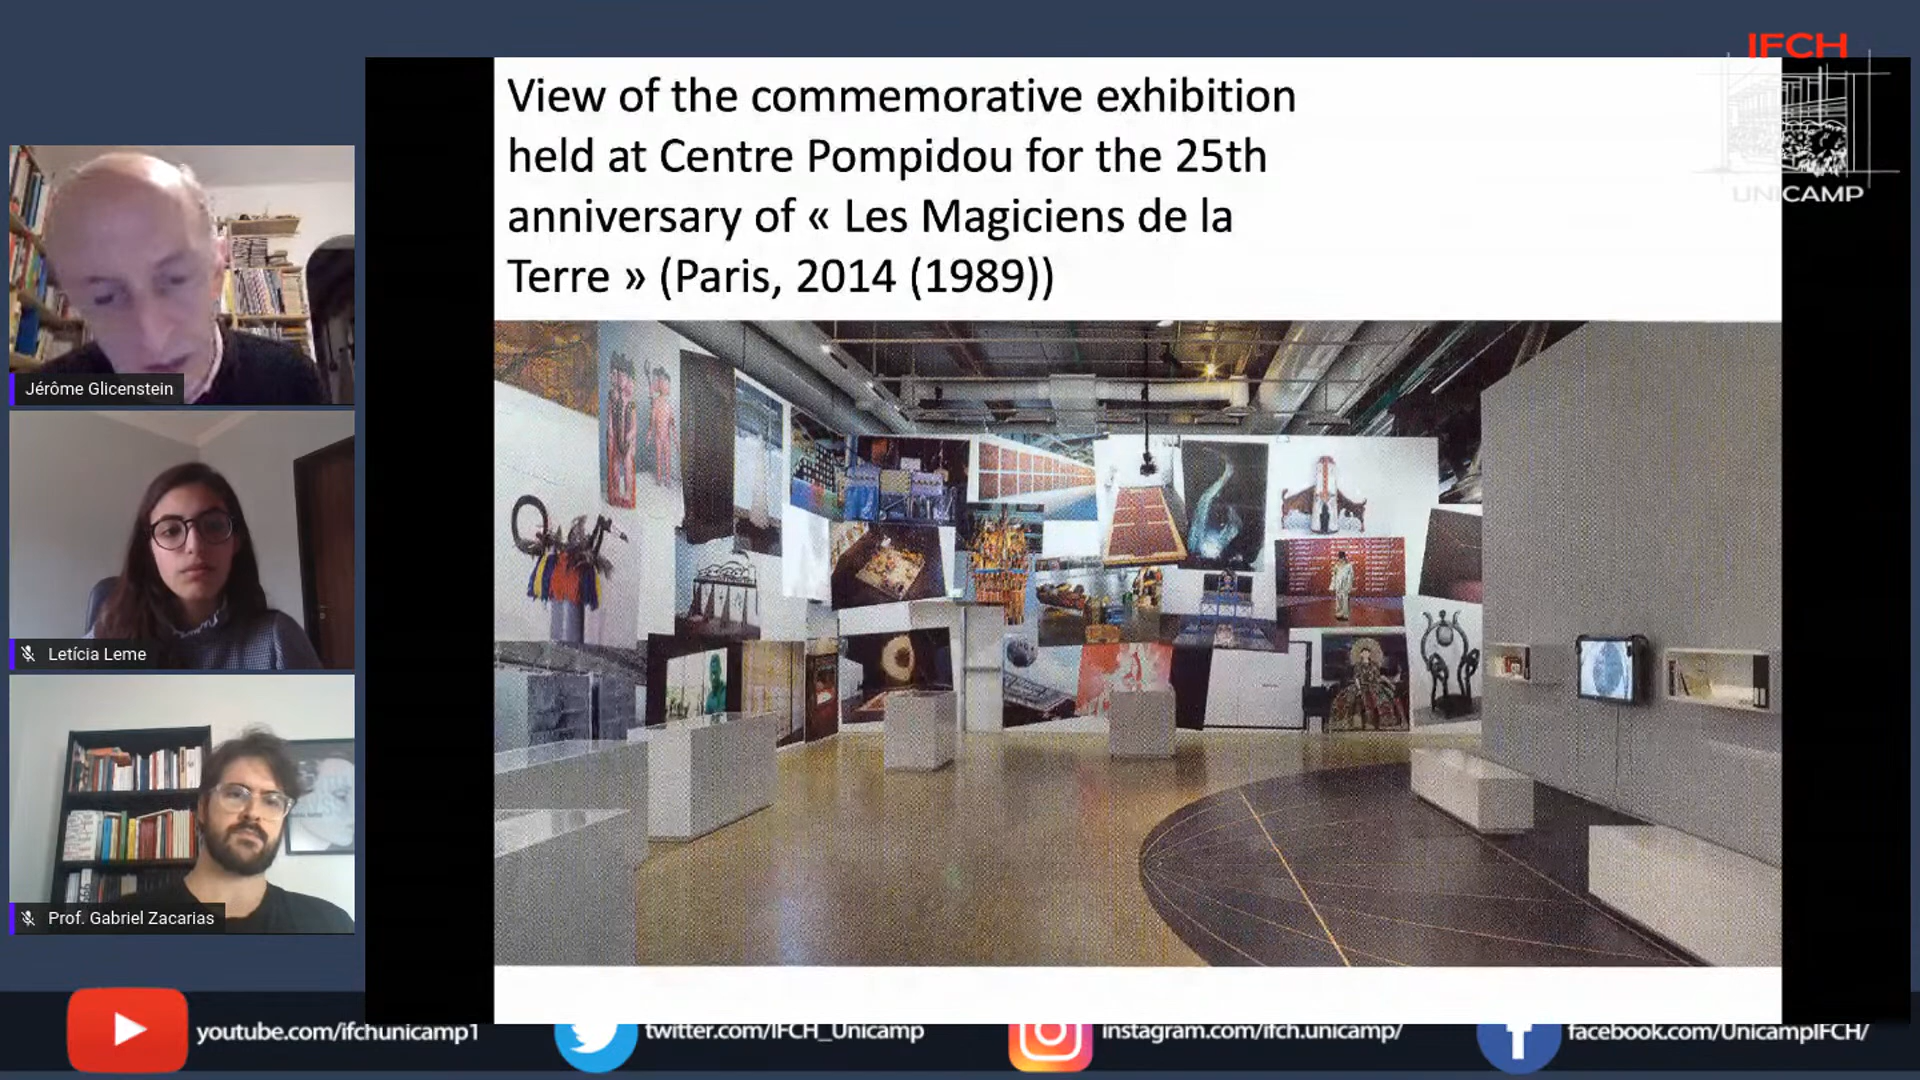 IFCH
UNICAMP
View of the commemorative exhibition
held at Centre Pompidou for the 25th
anniversary of « Les Magiciens de la
Terre » (Paris, 2014 (1989))
Jérôme Glicenstein
Letícia Leme
Prof. Gabriel Zacarias
youtube.com/ifchunicamp1
twitter.com/IFCH_Unicamp
instagram.com/ifch.unicamp/
facebook.com/UnicampIFCH/